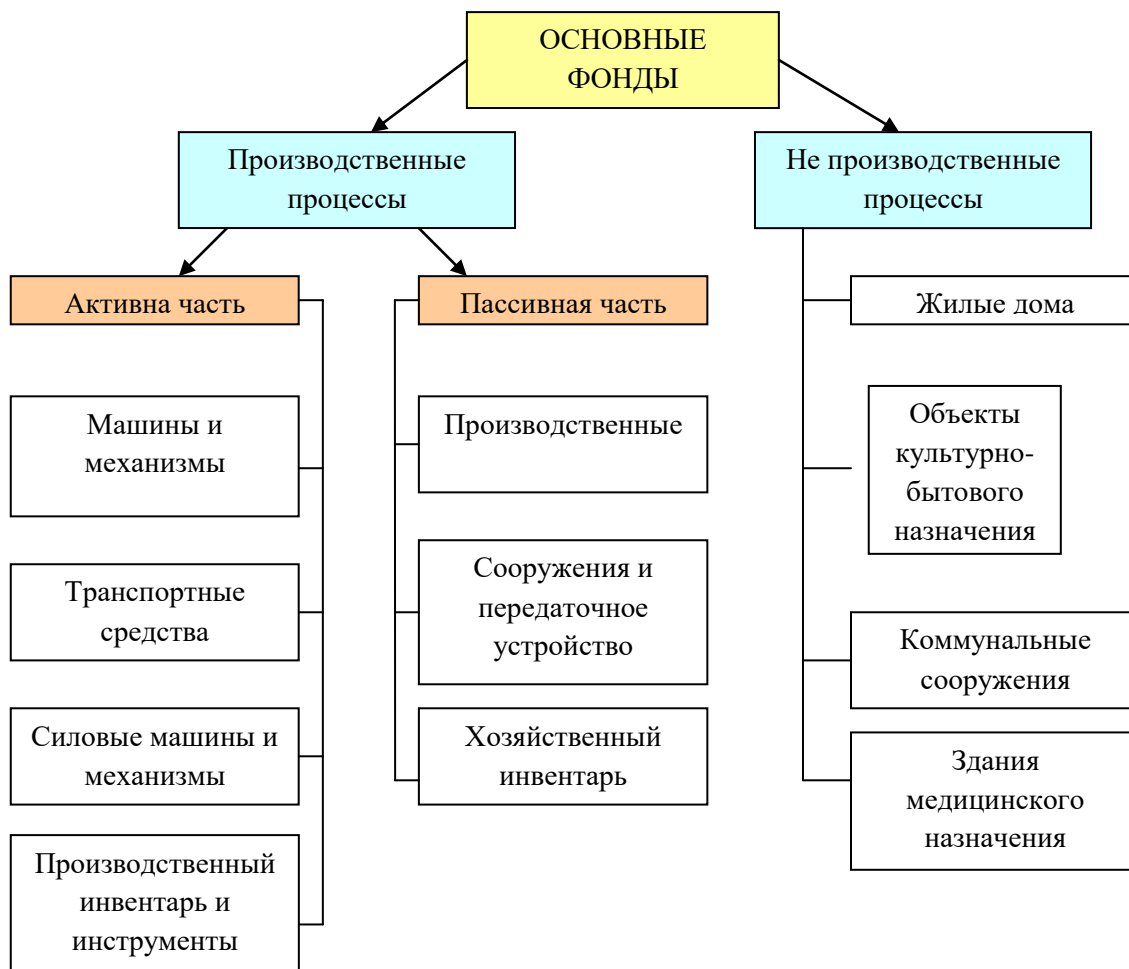 ОСНОВНЫЕ
ФОНДЫ
Производственные
процессы
Не производственные
процессы
Активна часть
Пассивная часть
Жилые дома
Машины и
механизмы
Производственные
Объекты
культурно-
бытового
назначения
Транспортные
средства
Сооружения и
передаточное
устройство
Коммунальные
сооружения
Силовые машины и
механизмы
Хозяйственный
инвентарь
Здания
медицинского
назначения
Производственный
инвентарь и
инструменты